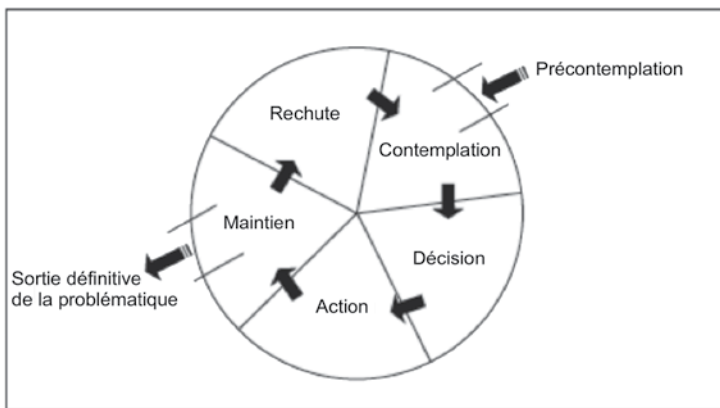 Précontemplation
Rechute
Contemplation
Maintien
Décision
Sortie définitive
de la problématique
Action